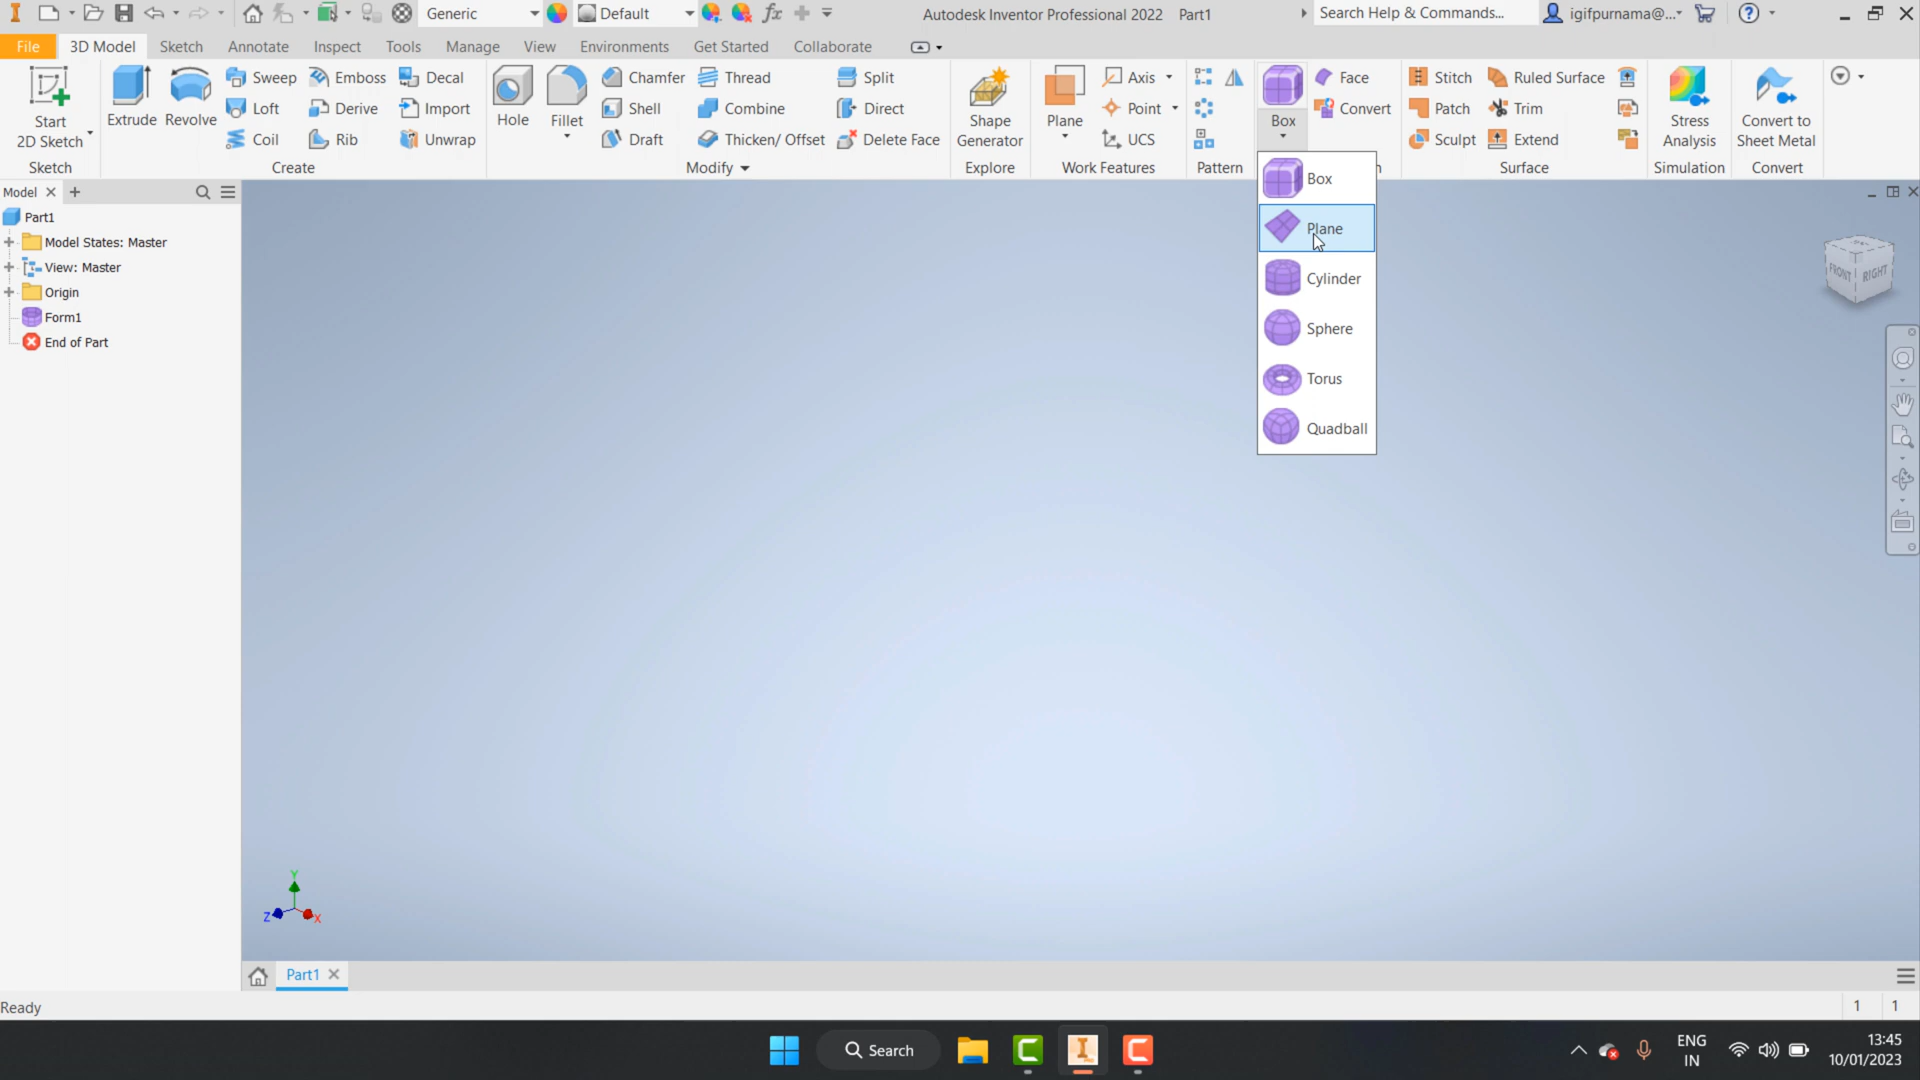 Generic
Default
Autodesk Inventor Professional 2022 Part1
Search Help & Commands...
igifpurnama@...
File 3D Model Sketch Annotate Inspect Tools Manage View Environments Get Started Collaborate
Start
2D Sketch
Sketch
Extrude
Revolve
Sweep
Loft
Coil
Emboss
Derive
Rib
Decal
Import
Unwrap
Create
Hole
Fillet
Chamfer
Shell
Draft
Thread
Combine
Thicken/ Offset
Split
Direct
Delete Face
Modify
Shape
Generator
Explore
Plane
Axis
Point
UCS
Work Features
Pattern
Box
Face
Convert
Stitch
Patch
Sculpt
Ruled Surface
Trim
Extend
Surface
Stress
Analysis
Simulation
Convert to
Sheet Metal
Convert
Box
Plane
Cylinder
Sphere
Torus
Quadball
Model
Part1
Model States: Master
View: Master
Origin
Form1
End of Part
FRONT RIGHT
Y
Z
X
Part1
Ready
1 1
Search
ENG
IN
13:45
10/01/2023